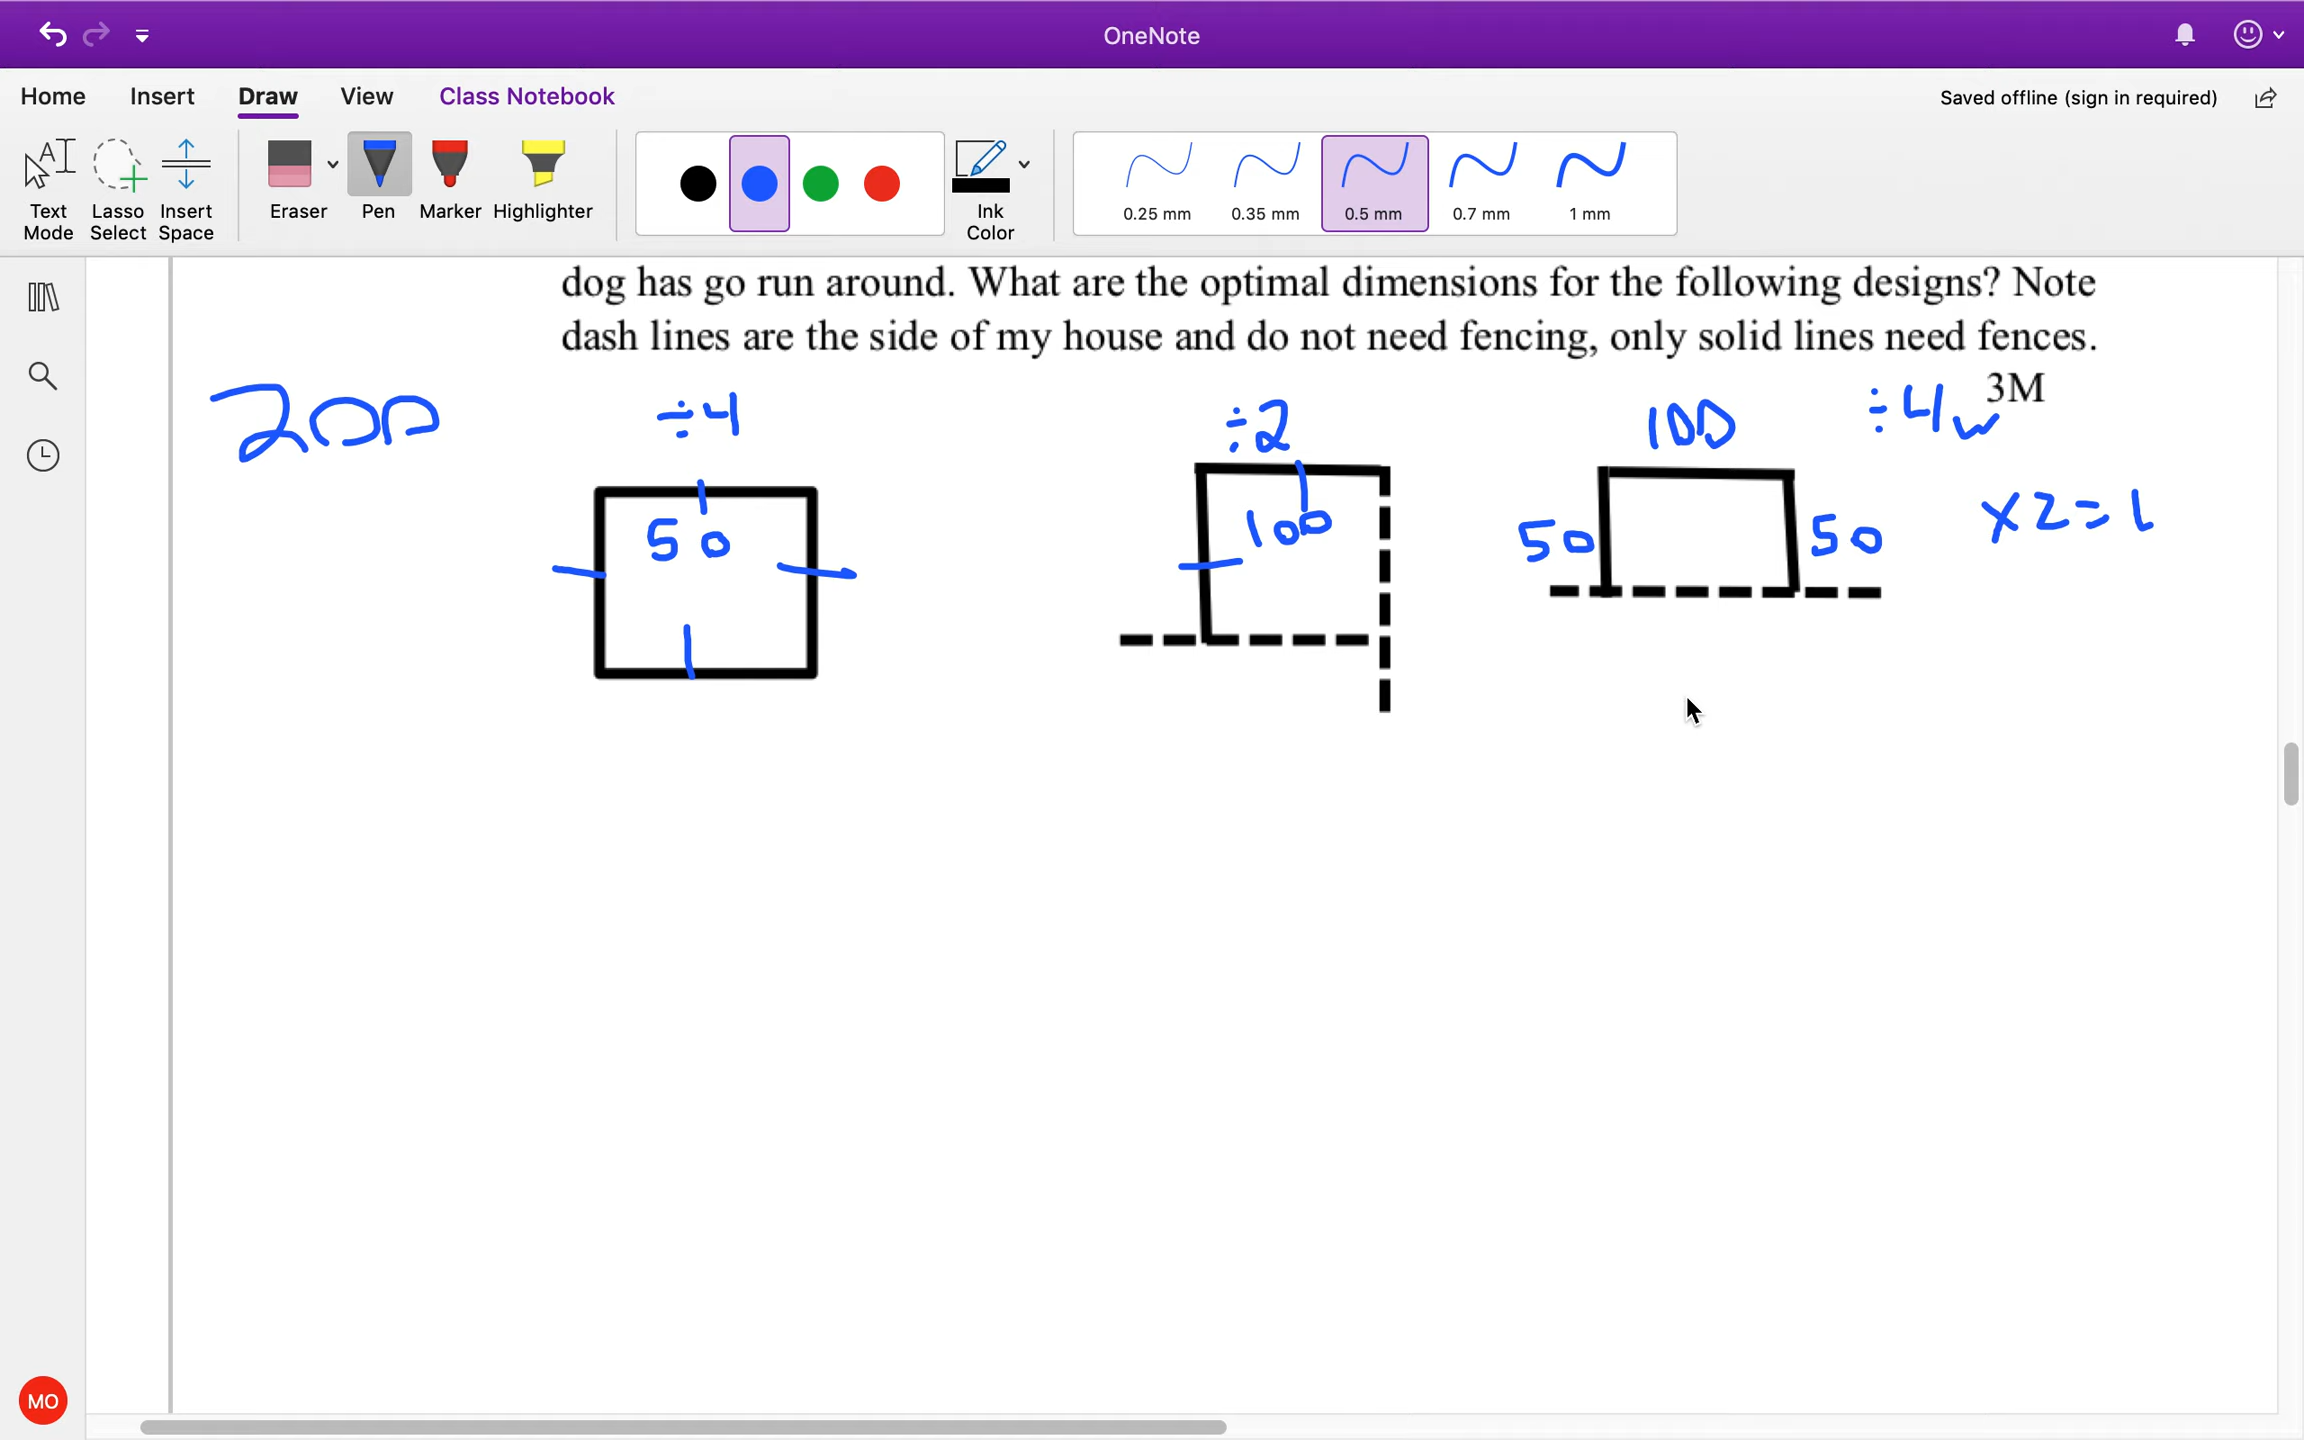 OneNote
Home Insert Draw View Class Notebook
Saved offline (sign in required)
Text Mode
Lasso Select
Insert Space
Eraser
Pen
Marker
Highlighter
Ink Color
0.25 mm
0.35 mm
0.5 mm
0.7 mm
1 mm
dog has go run around. What are the optimal dimensions for the following designs? Note
dash lines are the side of my house and do not need fencing, only solid lines need fences.
3M
200
÷4
÷2
100
÷4 w
50
100
50
50
x2=l
MO